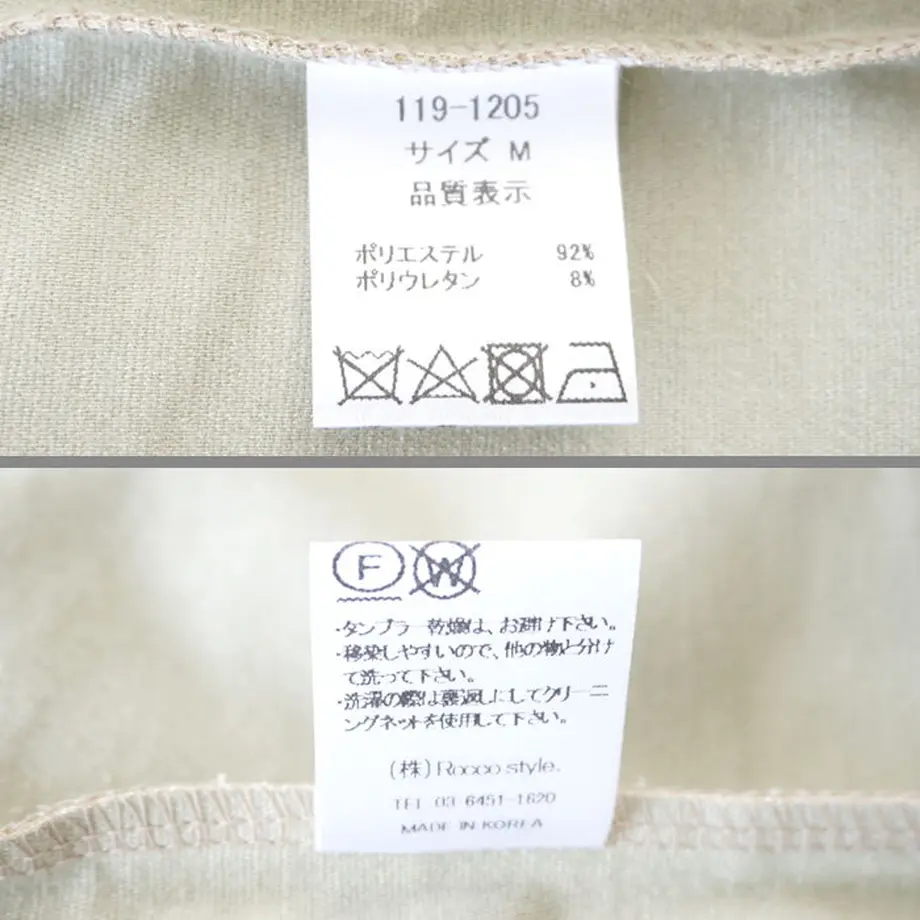 119-1205
サイズ M
品質表示
ポリエステル 92%
ポリウレタン 8%
F W
・タンブラー乾燥は、お避け下さい。
・移染しやすいので、他の物と分け
て洗って下さい。
・洗濯の際は裏返しにしてクリーニ
ングネットを使用して下さい。
(株)Rocco style.
TEL 03 6451-1620
MADE IN KOREA